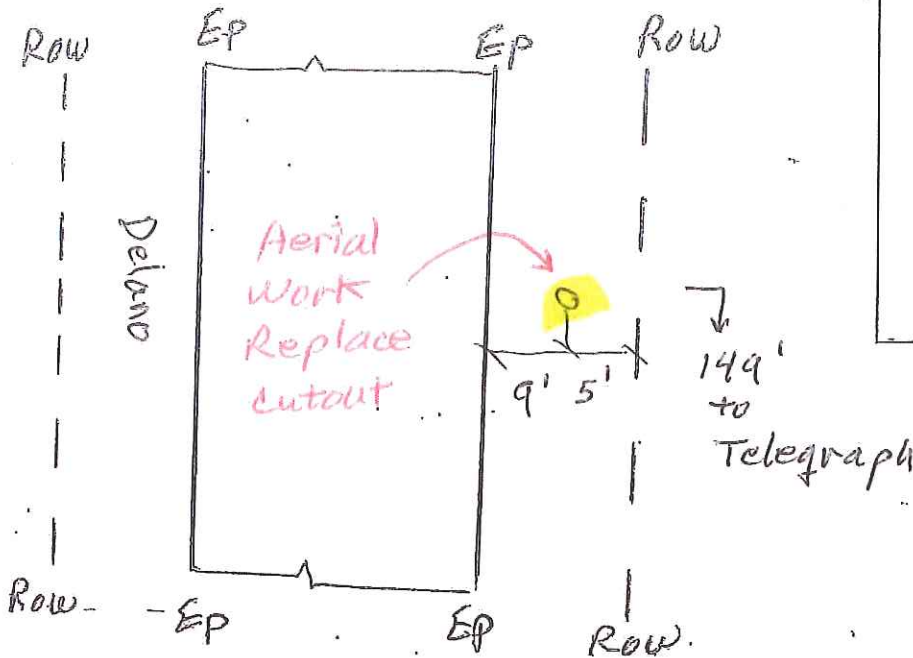 Row
Ep
Ep
Row
Delano
Aerial
Work
Replace
cutout
9' 5'
149'
to
Telegraph
Row
Ep
Ep
Row